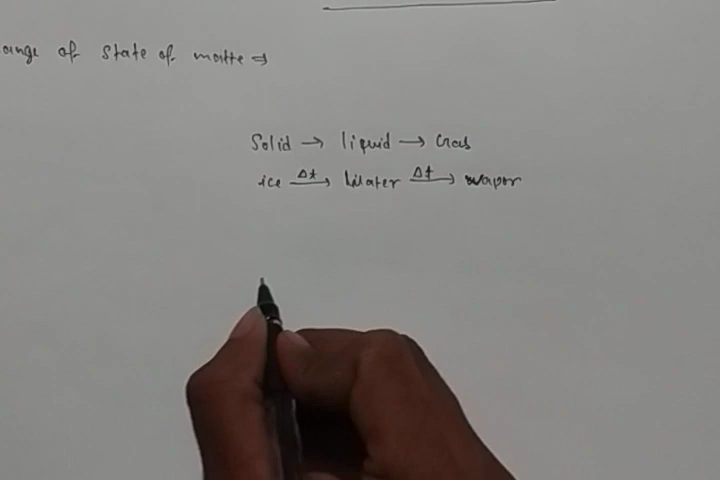 ange of state of matte ⇒
Solid → liquid → Gas
ice Δt → Water Δt → vapor